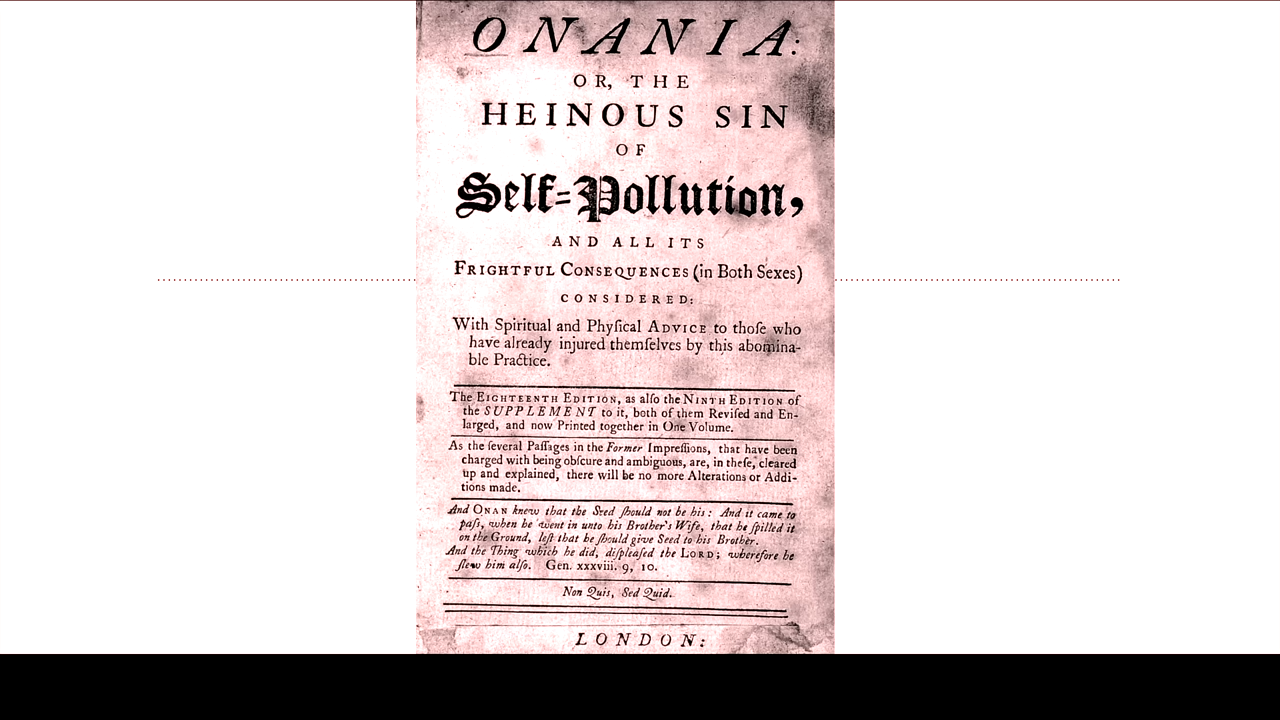 ONANIA:
OR, THE
HEINOUS SIN
OF
Self-Pollution,
AND ALL ITS
FRIGHTFUL CONSEQUENCES (in Both Sexes)
CONSIDERED:
With Spiritual and Phyſical ADVICE to thoſe who
have already injured themſelves by this abomina-
ble Practice.
The EIGHTEENTH EDITION, as alſo the NINTH EDITION of
the SUPPLEMENT to it, both of them Reviſed and En-
larged, and now Printed together in One Volume.
As the ſeveral Paſſages in the Former Impreſſions, that have been
charged with being obſcure and ambiguous, are, in theſe, cleared
up and explained, there will be no more Alterations or Addi-
tions made.
And ONAN knew that the Seed ſhould not be his: And it came to
paſs, when he went in unto his Brother's Wife, that he ſpilled it
on the Ground, leſt that he ſhould give Seed to his Brother.
And the Thing which he did, diſpleaſed the LORD; wherefore he
ſlew him alſo. Gen. xxxviii. 9, 10.
Non Quis, Sed Quid.
LONDON: